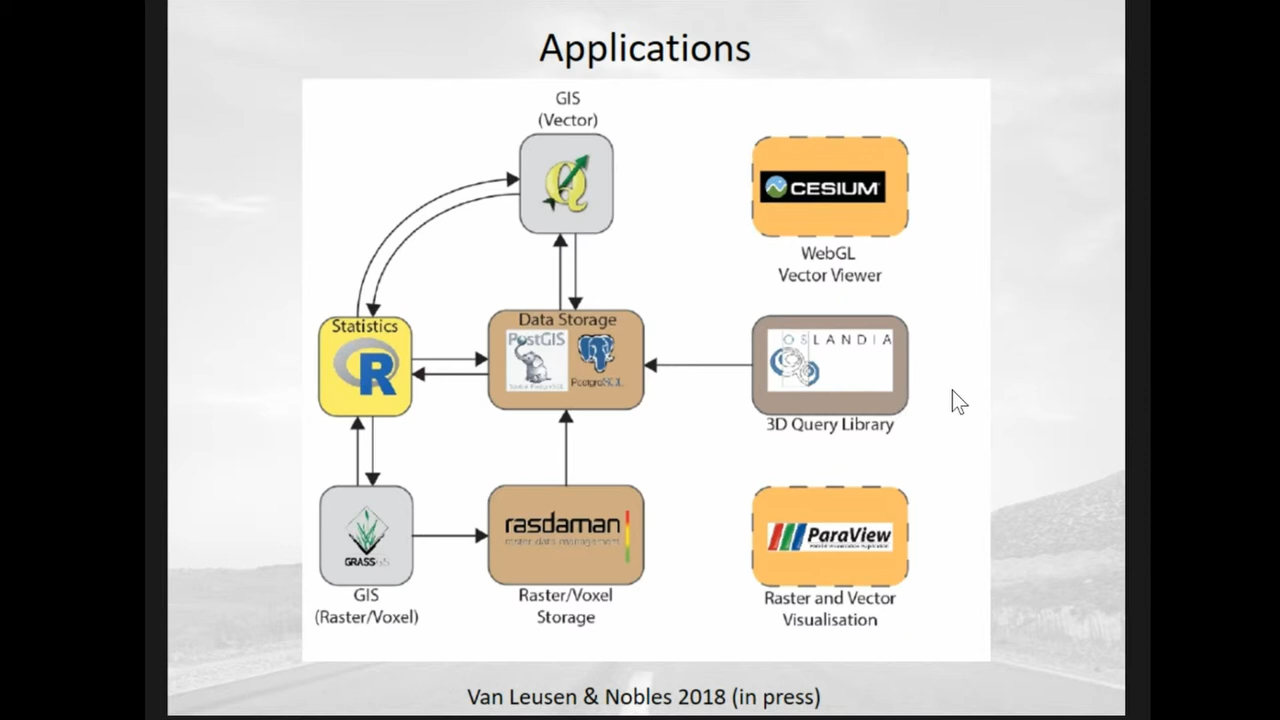 Applications
GIS
(Vector)
CESIUM
WebGL
Vector Viewer
Statistics
R
Data Storage
PostGIS
PostgreSQL
OSLANDIA
3D Query Library
GRASS GIS
GIS
(Raster/Voxel)
rasdaman
raster data management
Raster/Voxel
Storage
ParaView
Raster and Vector
Visualisation
Van Leusen & Nobles 2018 (in press)